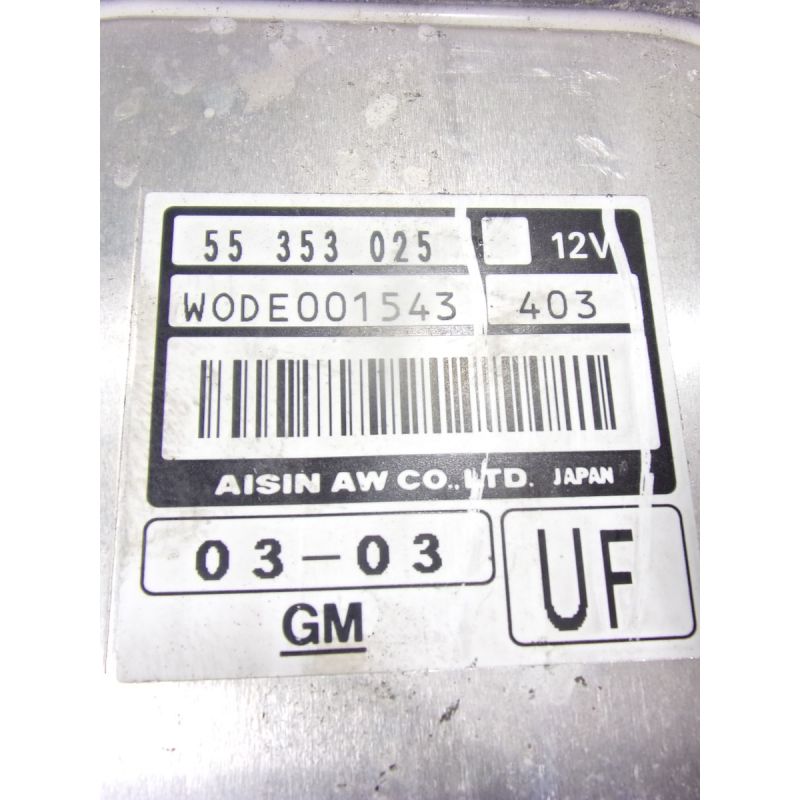 55 353 025 12V
WODE001543 403
AISIN AW CO., LTD. JAPAN
03-03 UF
GM